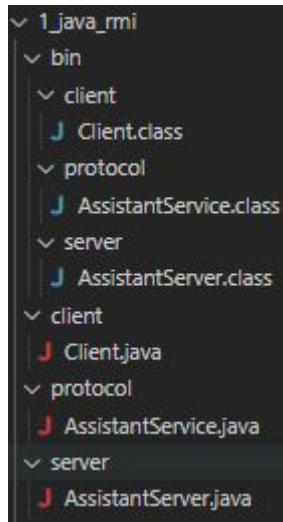 1_java_rmi
bin
client
J Client.class
protocol
J AssistantService.class
server
J AssistantServer.class
client
J Client.java
protocol
J AssistantService.java
server
J AssistantServer.java